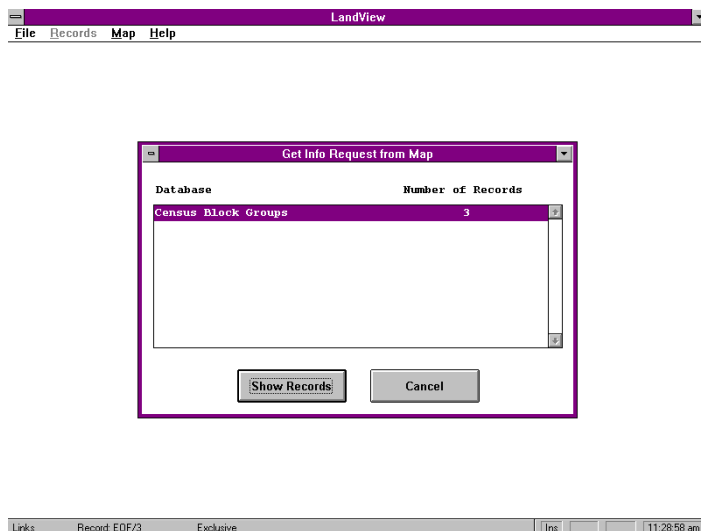 LandView
File Records Map Help
Get Info Request from Map
Database Number of Records
Census Block Groups 3
Show Records Cancel
Links Record: EOF/3 Exclusive Ins 11:28:58 am